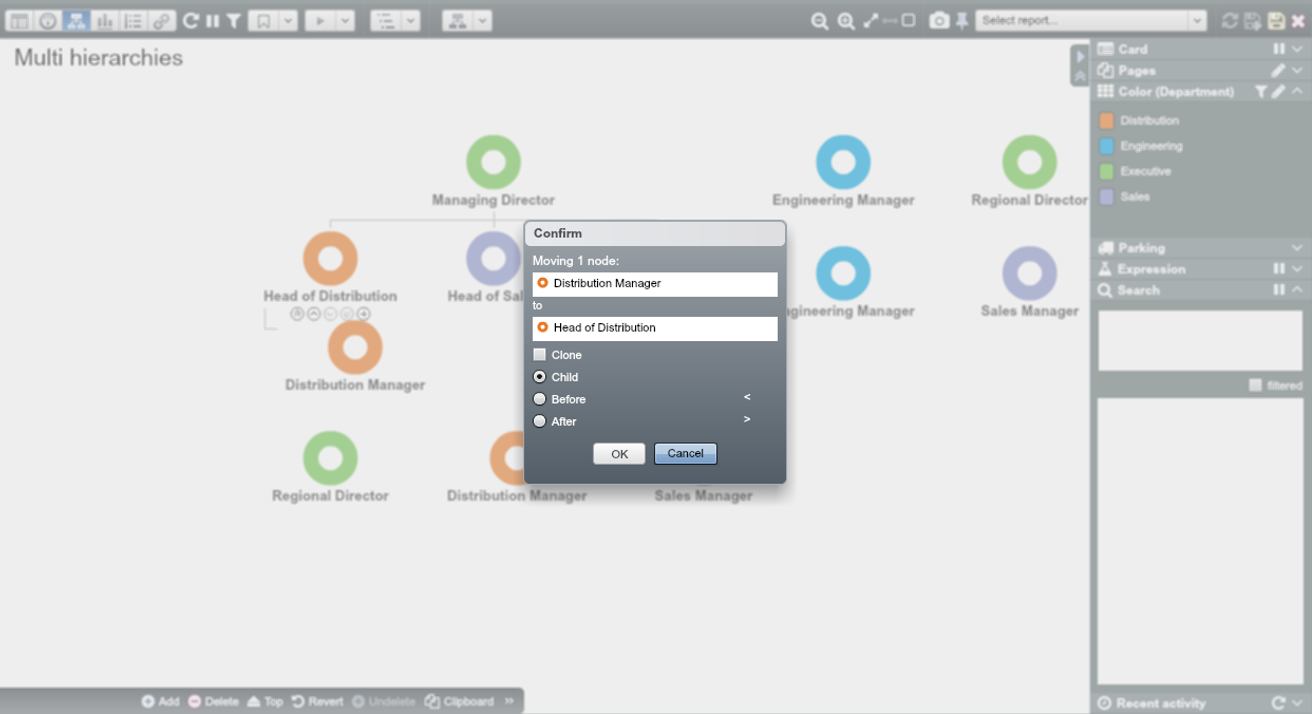 Select report...
Multi hierarchies
Card
Pages
Color (Department)
Distribution
Engineering
Executive
Sales
Managing Director
Engineering Manager
Regional Director
Confirm
Moving 1 node:
Distribution Manager
to
Head of Distribution
Clone
Child
Before <
After >
OK Cancel
Parking
Expression
Search
Head of Distribution
Head of Sal
gineering Manager
Sales Manager
Distribution Manager
filtered
Regional Director
Distribution Manager
Sales Manager
Add Delete Top Revert Undelete Clipboard »
Recent activity